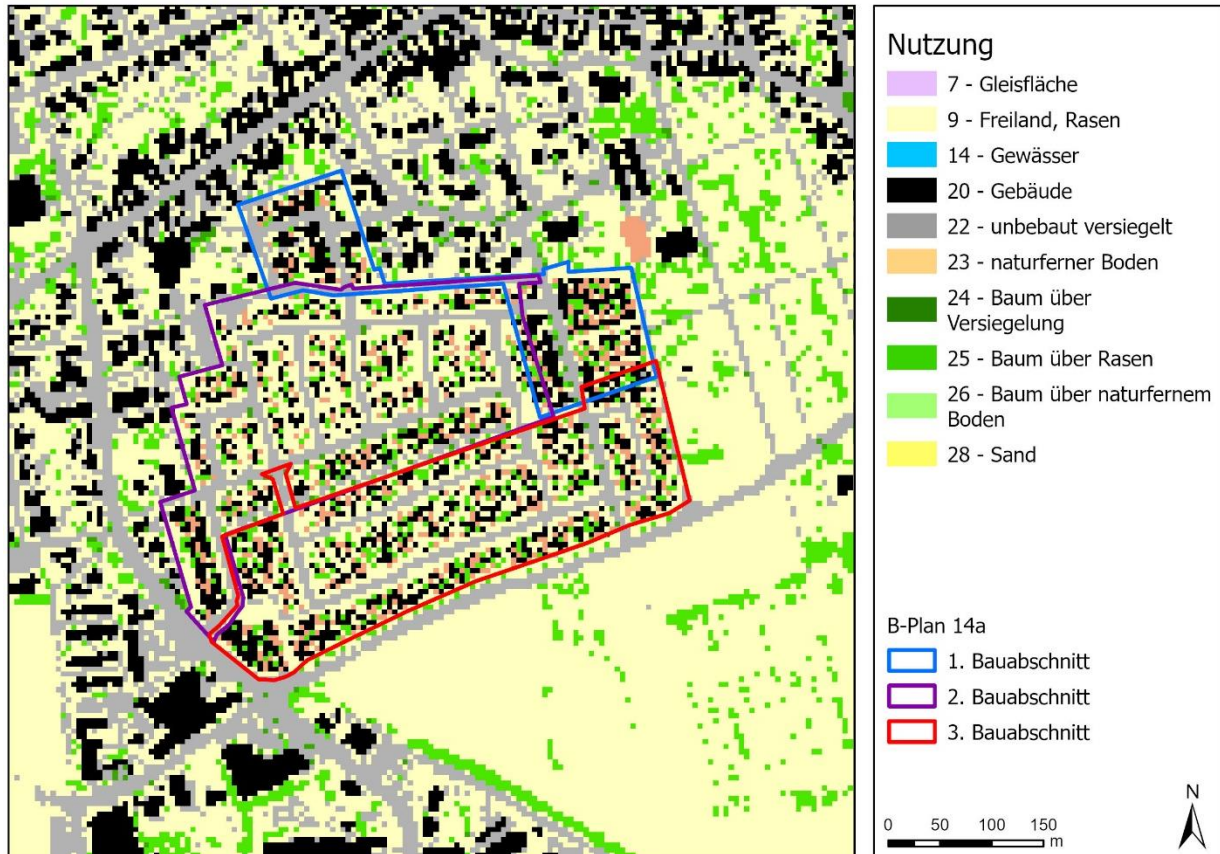 Nutzung
7 - Gleisfläche
9 - Freiland, Rasen
14 - Gewässer
20 - Gebäude
22 - unbebaut versiegelt
23 - naturferner Boden
24 - Baum über
Versiegelung
25 - Baum über Rasen
26 - Baum über naturfernem
Boden
28 - Sand
B-Plan 14a
1. Bauabschnitt
2. Bauabschnitt
3. Bauabschnitt
N
0 50 100 150
m